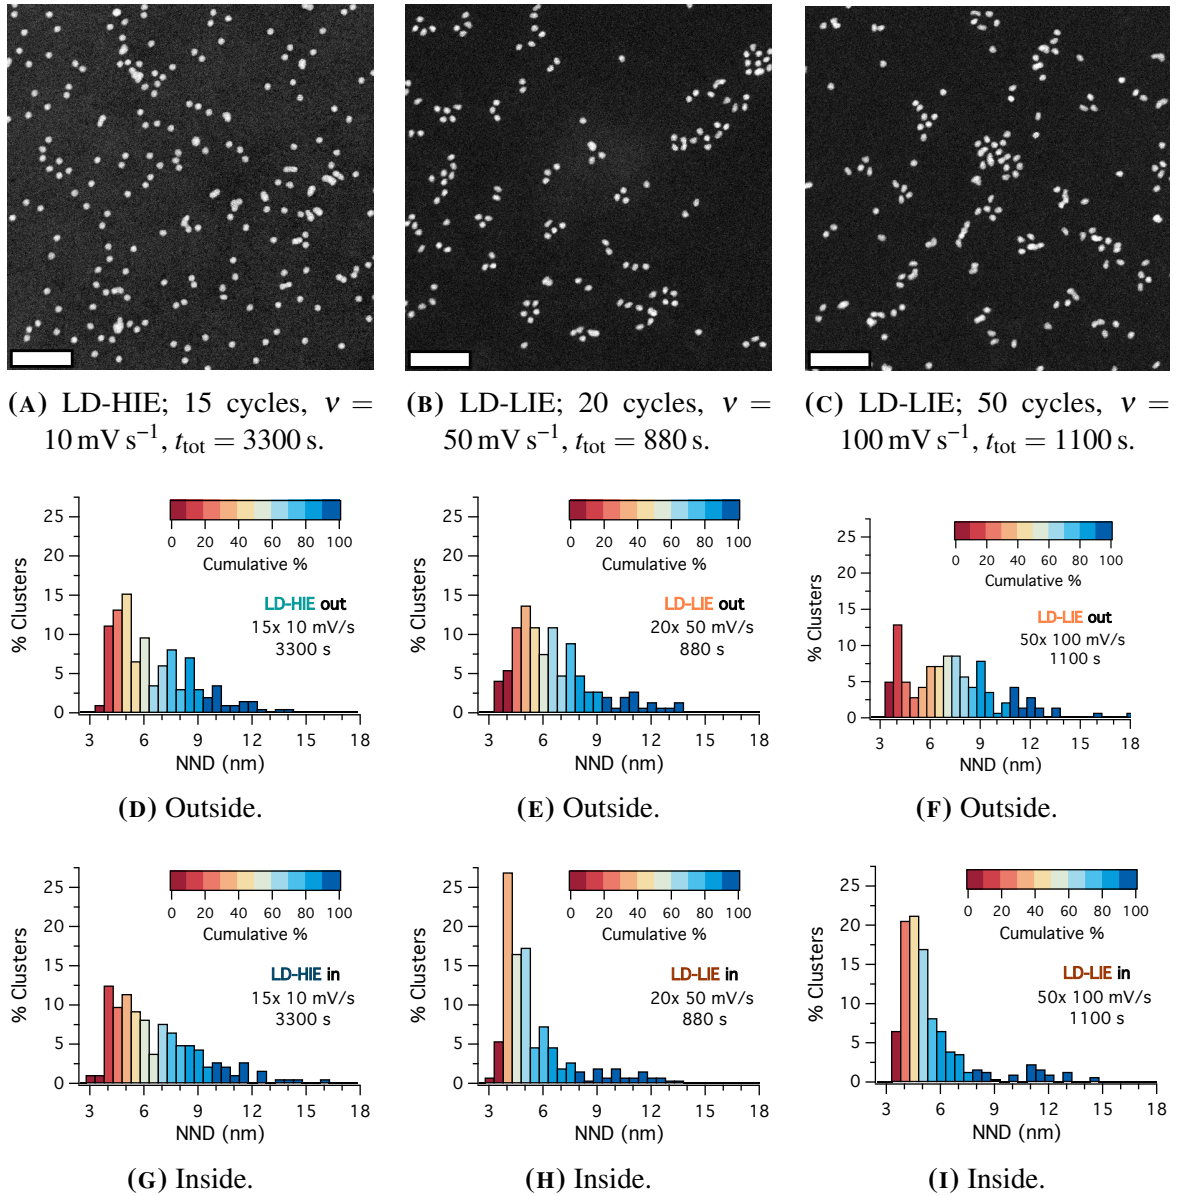 (A) LD-HIE; 15 cycles, ν =
10 mV s⁻¹, t_tot = 3300 s.
(B) LD-LIE; 20 cycles, ν =
50 mV s⁻¹, t_tot = 880 s.
(C) LD-LIE; 50 cycles, ν =
100 mV s⁻¹, t_tot = 1100 s.
25
20
15
10
5
0
% Clusters
0 20 40 60 80 100
Cumulative %
LD-HIE out
15x 10 mV/s
3300 s
3 6 9 12 15 18
NND (nm)
(D) Outside.
25
20
15
10
5
0
% Clusters
0 20 40 60 80 100
Cumulative %
LD-LIE out
20x 50 mV/s
880 s
3 6 9 12 15 18
NND (nm)
(E) Outside.
25
20
15
10
5
0
% Clusters
0 20 40 60 80 100
Cumulative %
LD-LIE out
50x 100 mV/s
1100 s
3 6 9 12 15 18
NND (nm)
(F) Outside.
25
20
15
10
5
0
% Clusters
0 20 40 60 80 100
Cumulative %
LD-HIE in
15x 10 mV/s
3300 s
3 6 9 12 15 18
NND (nm)
(G) Inside.
25
20
15
10
5
0
% Clusters
0 20 40 60 80 100
Cumulative %
LD-LIE in
20x 50 mV/s
880 s
3 6 9 12 15 18
NND (nm)
(H) Inside.
25
20
15
10
5
0
% Clusters
0 20 40 60 80 100
Cumulative %
LD-LIE in
50x 100 mV/s
1100 s
3 6 9 12 15 18
NND (nm)
(I) Inside.